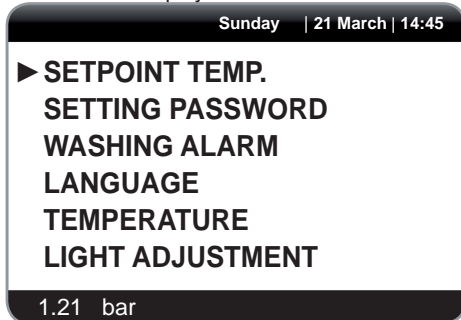 Sunday | 21 March | 14:45
►SETPOINT TEMP.
SETTING PASSWORD
WASHING ALARM
LANGUAGE
TEMPERATURE
LIGHT ADJUSTMENT
1.21 bar